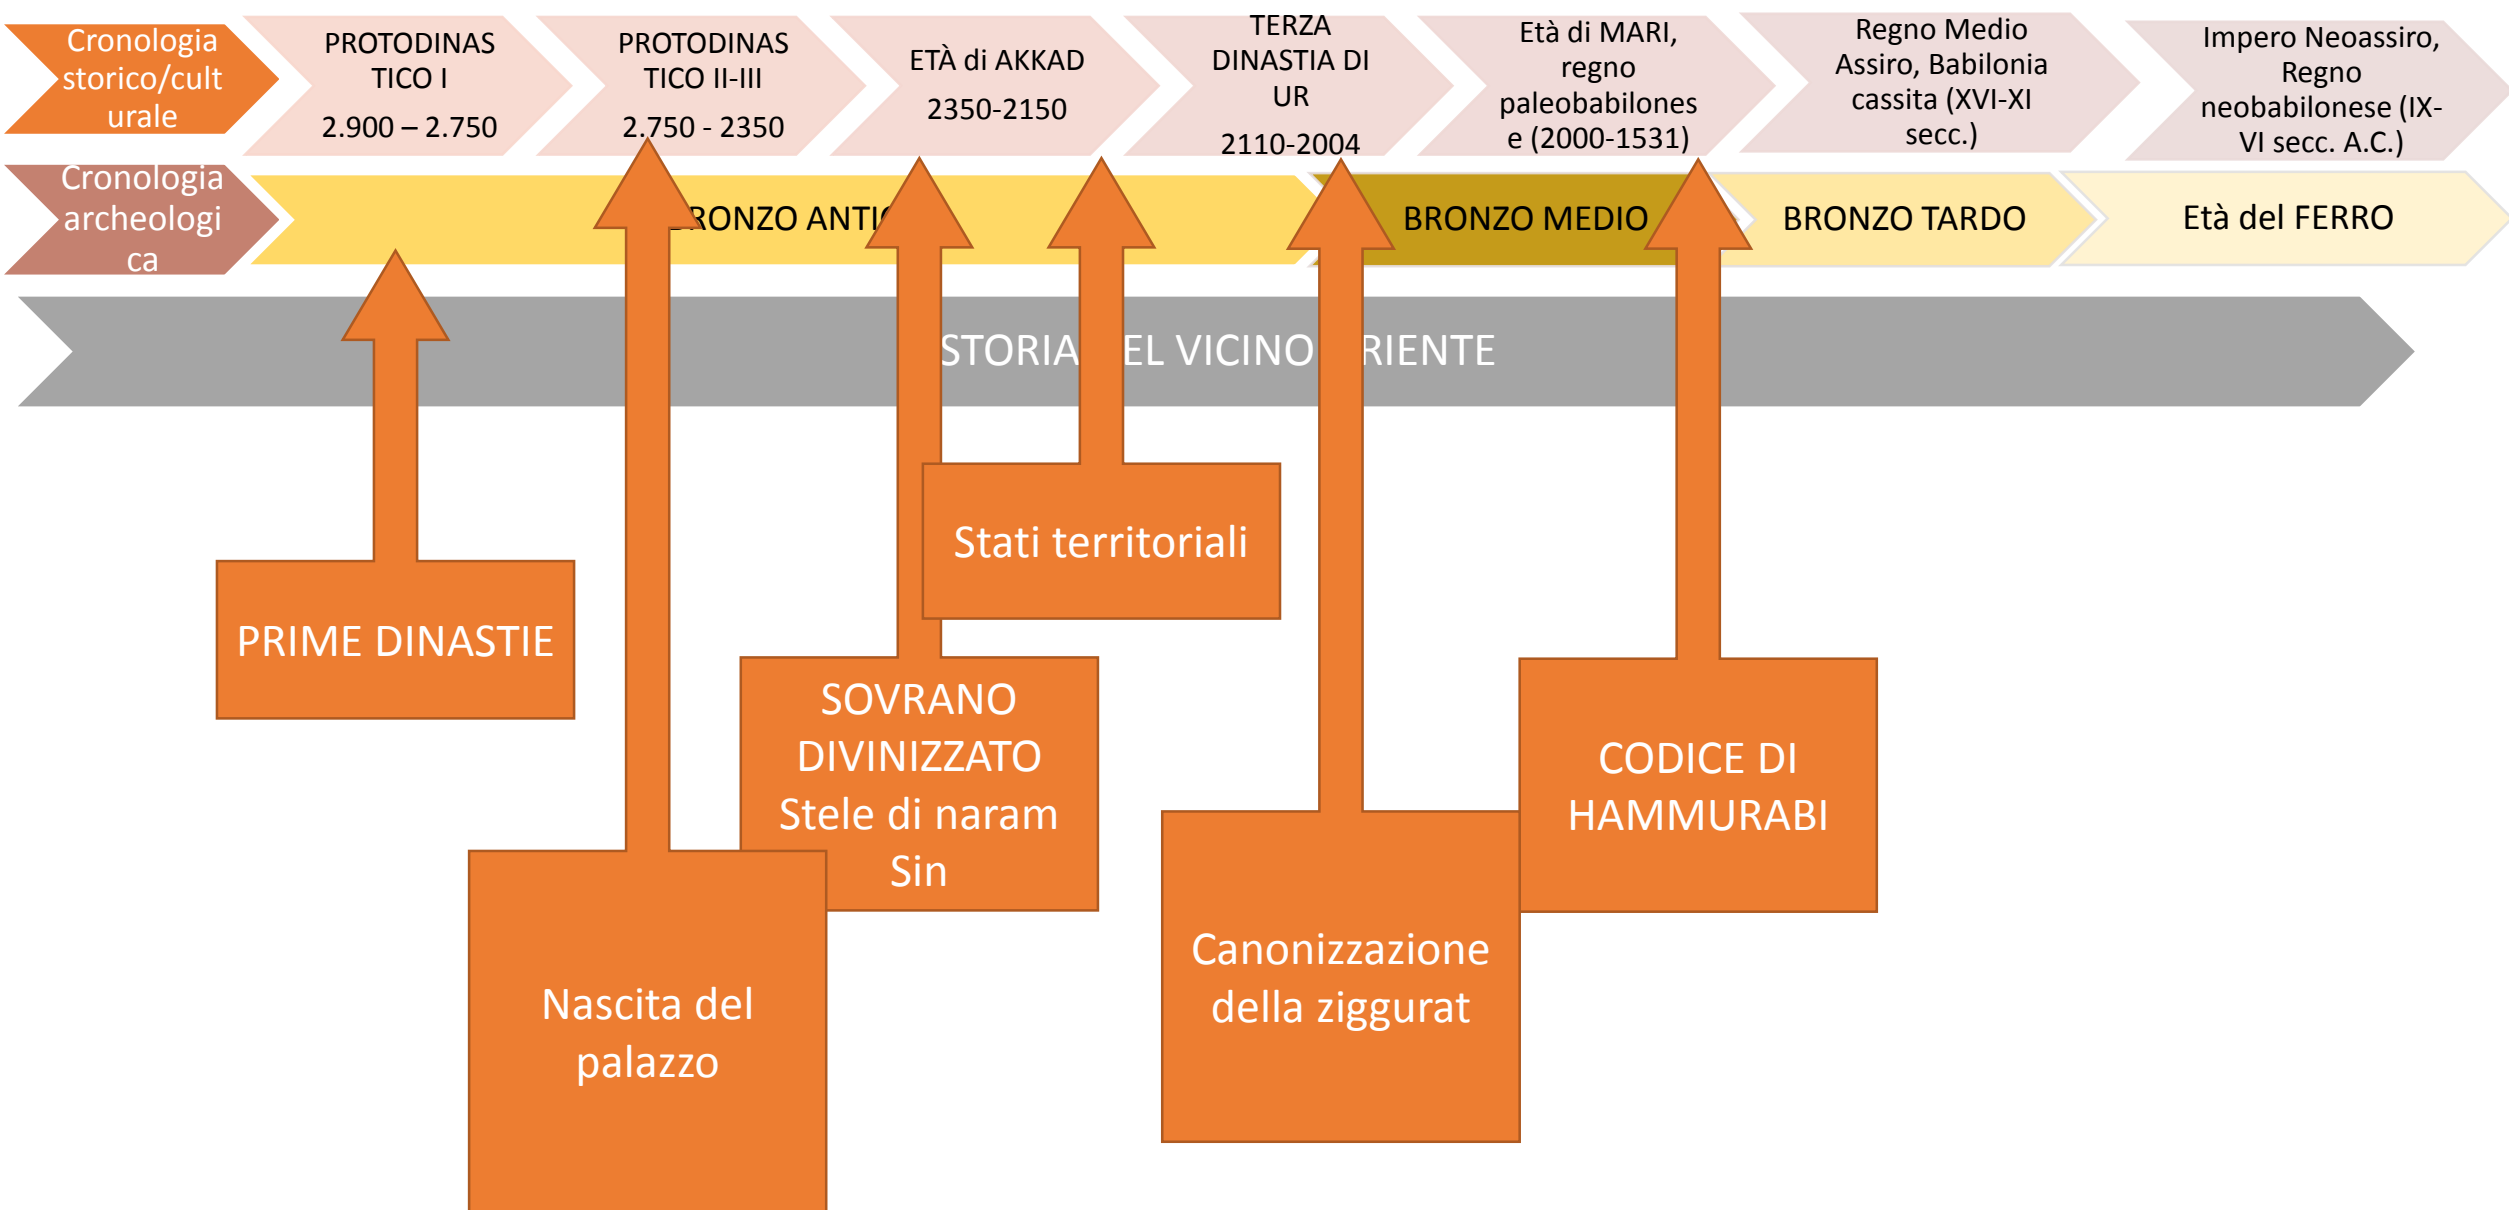 Cronologia
storico/cult
urale
PROTODINAS
TICO I
2.900 – 2.750
PROTODINAS
TICO II-III
2.750 - 2350
ETÀ di AKKAD
2350-2150
TERZA
DINASTIA DI
UR
2110-2004
Età di MARI,
regno
paleobabilones
e (2000-1531)
Regno Medio
Assiro, Babilonia
cassita (XVI-XI
secc.)
Impero Neoassiro,
Regno
neobabilonese (IX-
VI secc. A.C.)
Cronologia
archeologi
ca
BRONZO ANTIC
BRONZO MEDIO
BRONZO TARDO
Età del FERRO
STORIA DEL VICINO ORIENTE
Stati territoriali
PRIME DINASTIE
SOVRANO
DIVINIZZATO
Stele di naram
Sin
CODICE DI
HAMMURABI
Nascita del
palazzo
Canonizzazione
della ziggurat